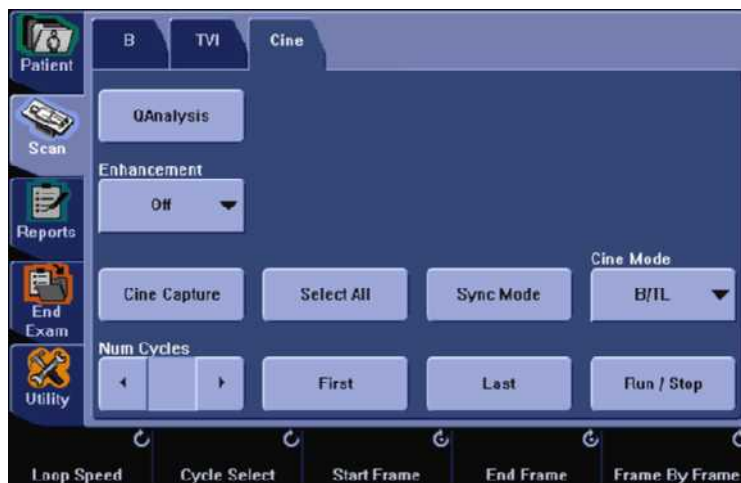 B TVI Cine
Patient
QAnalysis
Scan
Enhancement
Off
Reports
Cine Mode
Cine Capture Select All Sync Mode B/TL
End
Exam
Num Cycles
First Last Run / Stop
Utility
Loop Speed Cycle Select Start Frame End Frame Frame By Frame